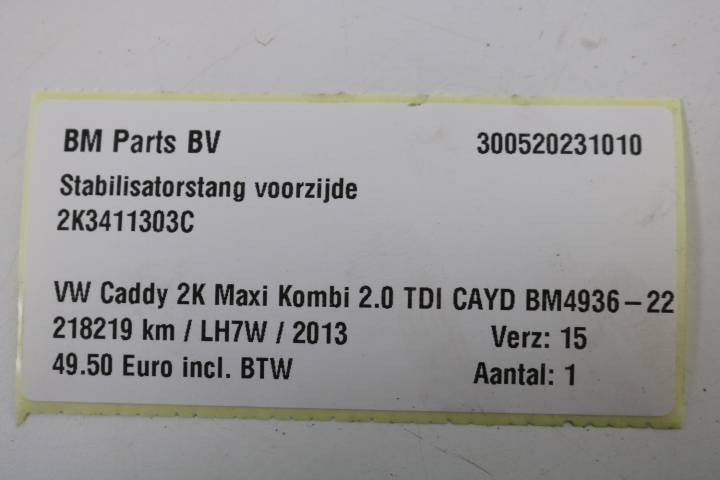 BM Parts BV 300520231010
Stabilisatorstang voorzijde
2K3411303C
VW Caddy 2K Maxi Kombi 2.0 TDI CAYD BM4936-22
218219 km / LH7W / 2013 Verz: 15
49.50 Euro incl. BTW Aantal: 1